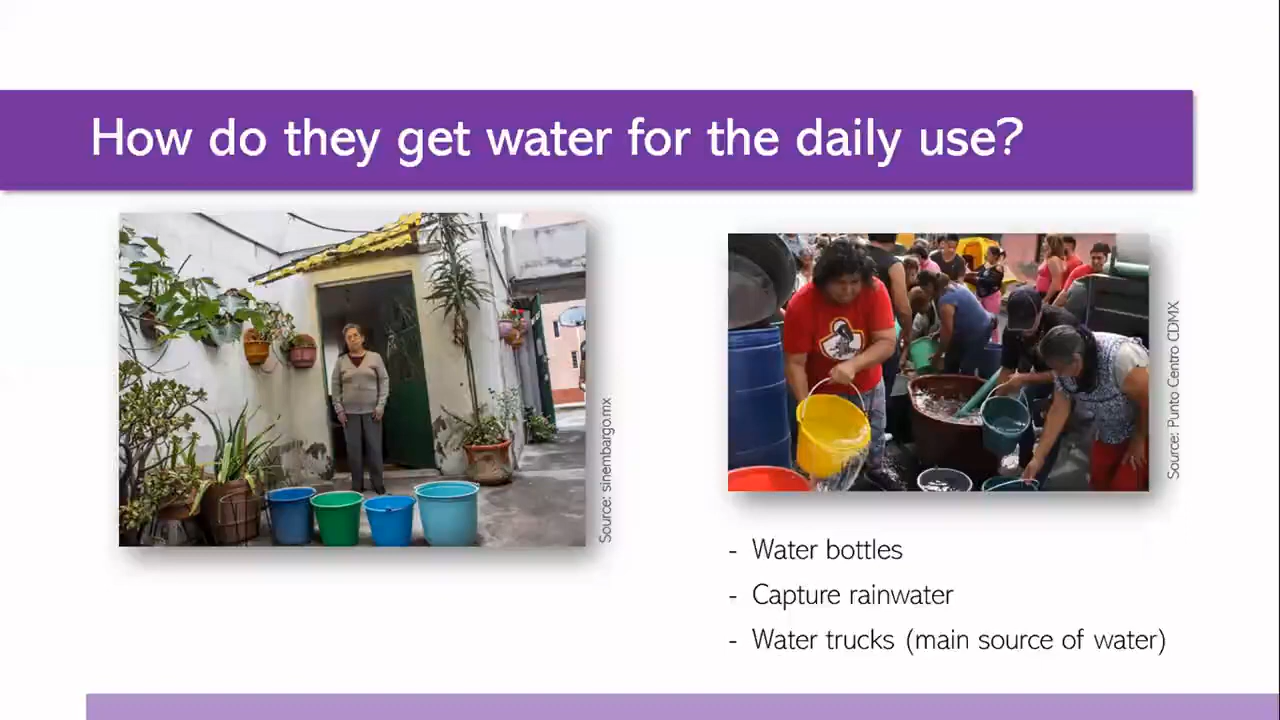 How do they get water for the daily use?
Source: sinembargo.mx
Source: Punto Centro CDMX
- Water bottles
- Capture rainwater
- Water trucks (main source of water)